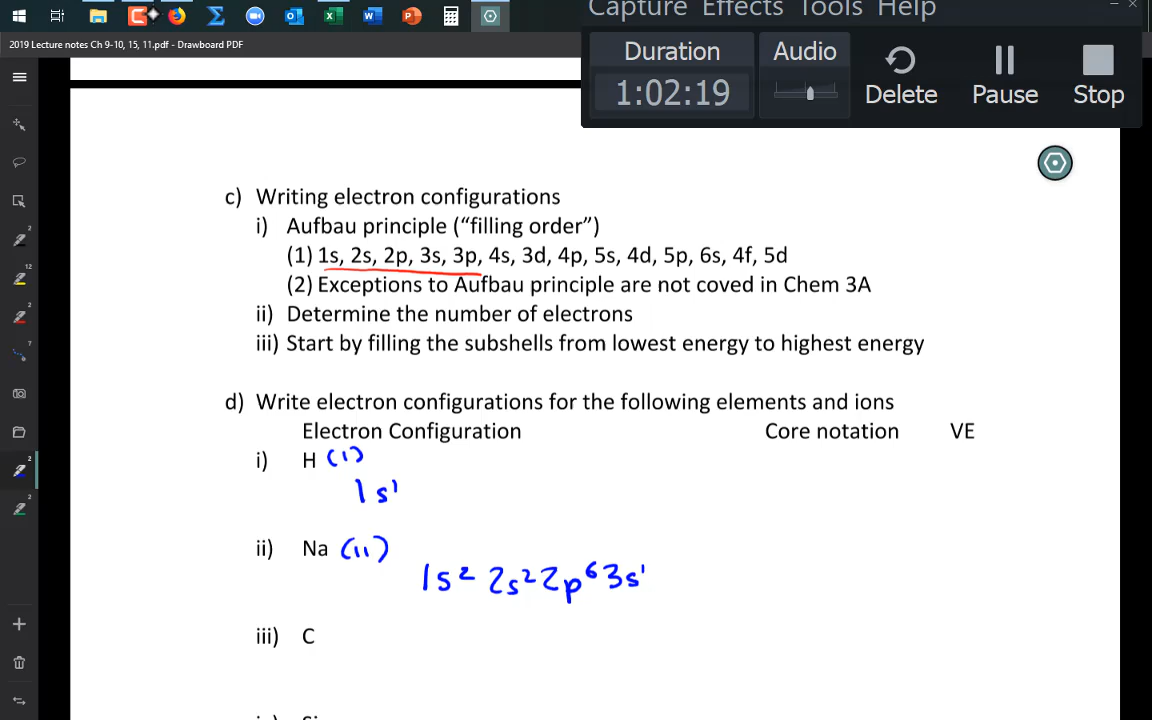 Capture Effects Tools Help
2019 Lecture notes Ch 9-10, 15, 11.pdf - Drawboard PDF
Duration
Audio
1:02:19
Delete
Pause
Stop
c) Writing electron configurations
i) Aufbau principle (“filling order”)
(1) 1s, 2s, 2p, 3s, 3p, 4s, 3d, 4p, 5s, 4d, 5p, 6s, 4f, 5d
(2) Exceptions to Aufbau principle are not coved in Chem 3A
ii) Determine the number of electrons
iii) Start by filling the subshells from lowest energy to highest energy
d) Write electron configurations for the following elements and ions
Electron Configuration Core notation VE
i) H (1)
1s¹
ii) Na (11)
1s² 2s² 2p⁶ 3s¹
iii) C